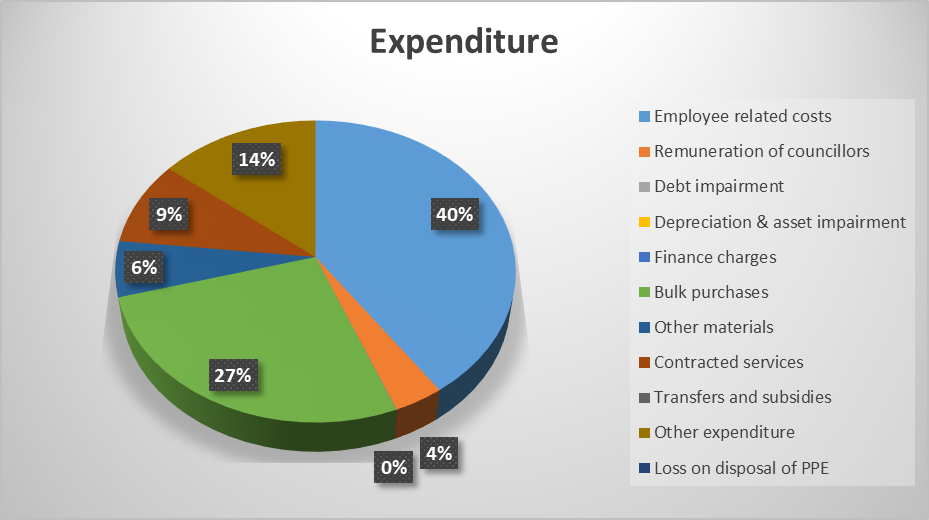 Expenditure
14%
9%
40%
6%
27%
0%
4%
Employee related costs
Remuneration of councillors
Debt impairment
Depreciation & asset impairment
Finance charges
Bulk purchases
Other materials
Contracted services
Transfers and subsidies
Other expenditure
Loss on disposal of PPE